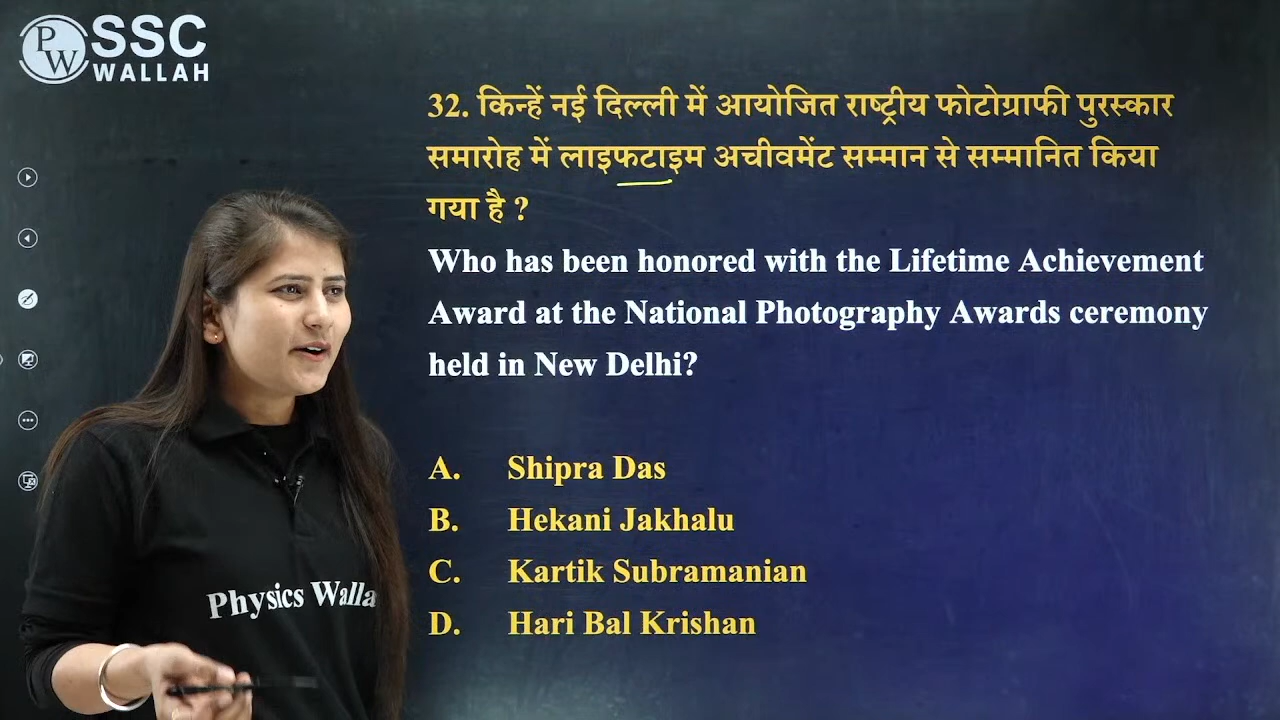 PW
SSC
WALLAH
32. किन्हें नई दिल्ली में आयोजित राष्ट्रीय फोटोग्राफी पुरस्कार
समारोह में लाइफटाइम अचीवमेंट सम्मान से सम्मानित किया
गया है ?
Who has been honored with the Lifetime Achievement
Award at the National Photography Awards ceremony
held in New Delhi?
A. Shipra Das
B. Hekani Jakhalu
C. Kartik Subramanian
D. Hari Bal Krishan
Physics Walla